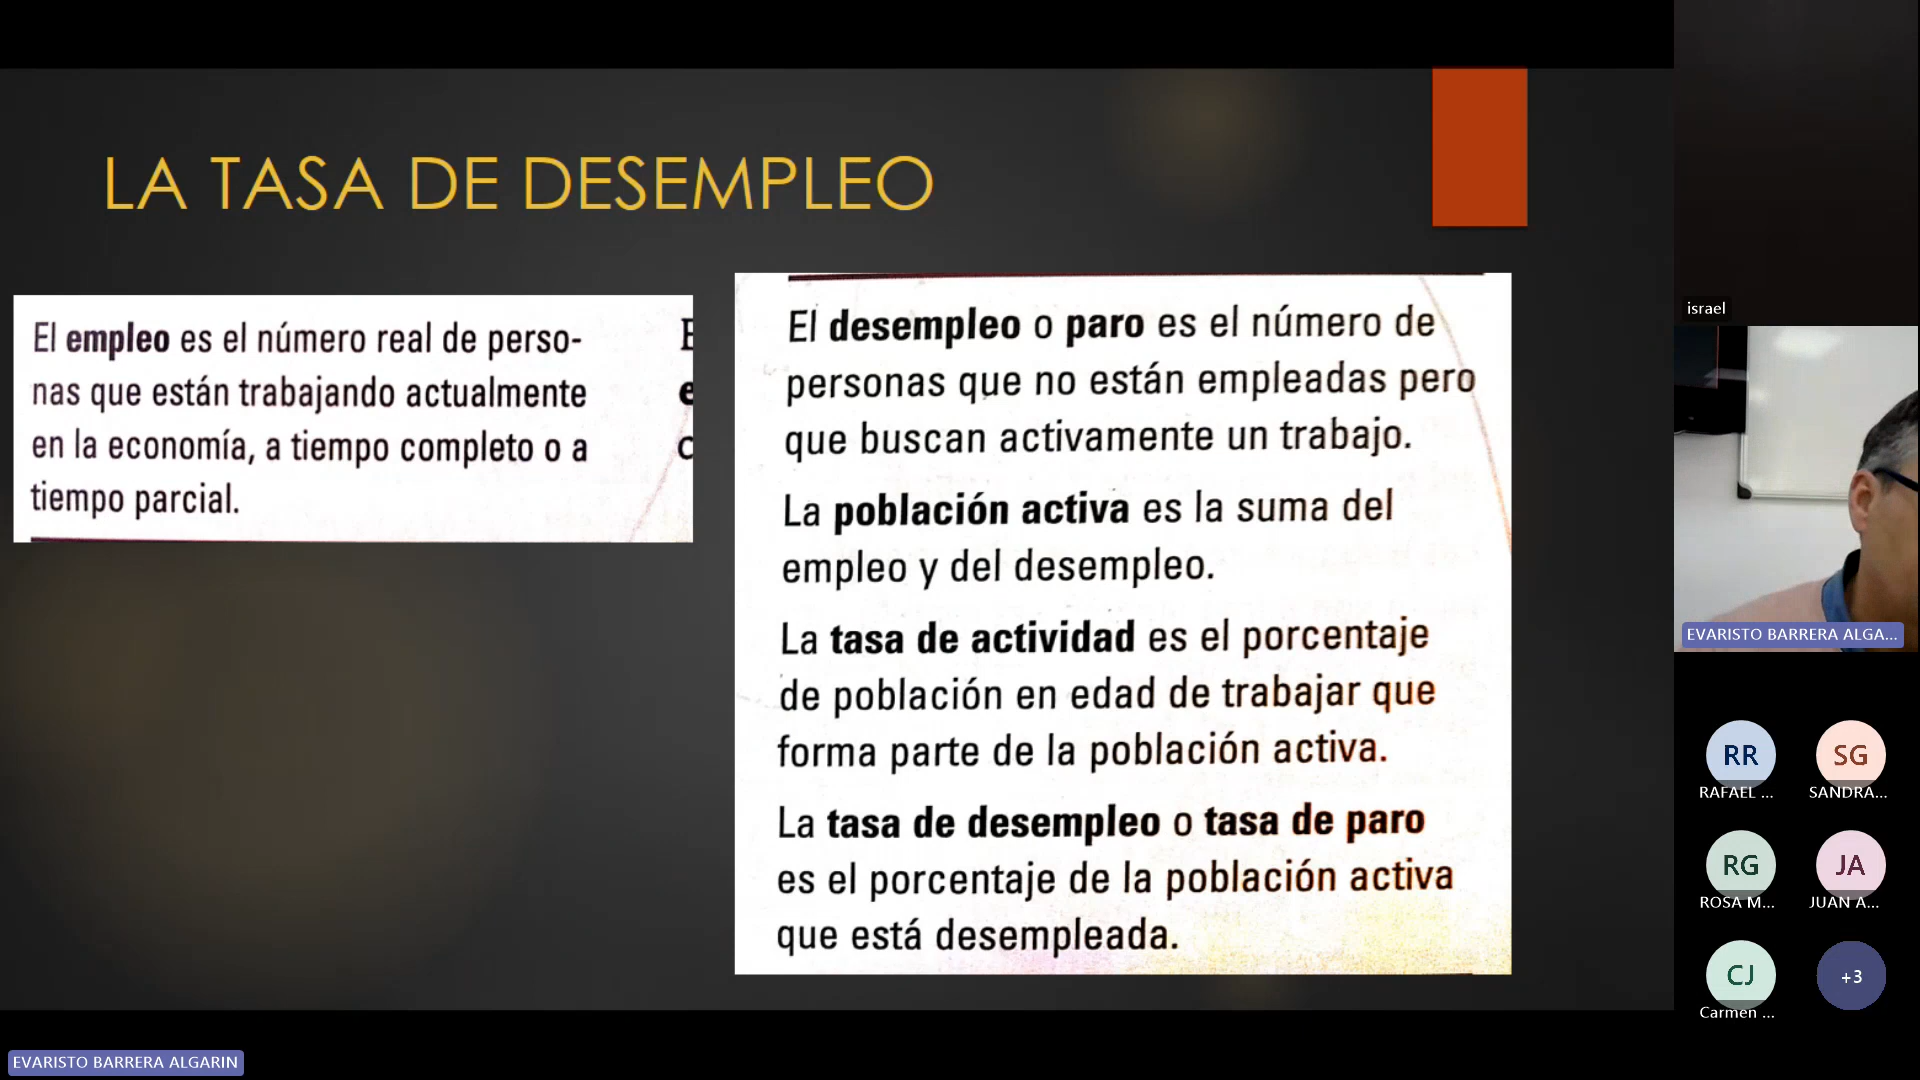 LA TASA DE DESEMPLEO
El empleo es el número real de perso-
nas que están trabajando actualmente
en la economía, a tiempo completo o a
tiempo parcial.
El desempleo o paro es el número de
personas que no están empleadas pero
que buscan activamente un trabajo.
La población activa es la suma del
empleo y del desempleo.
La tasa de actividad es el porcentaje
de población en edad de trabajar que
forma parte de la población activa.
La tasa de desempleo o tasa de paro
es el porcentaje de la población activa
que está desempleada.
israel
EVARISTO BARRERA ALGA...
RR
RAFAEL ...
SG
SANDRA...
RG
ROSA M...
JA
JUAN A...
CJ
Carmen ...
+3
EVARISTO BARRERA ALGARIN